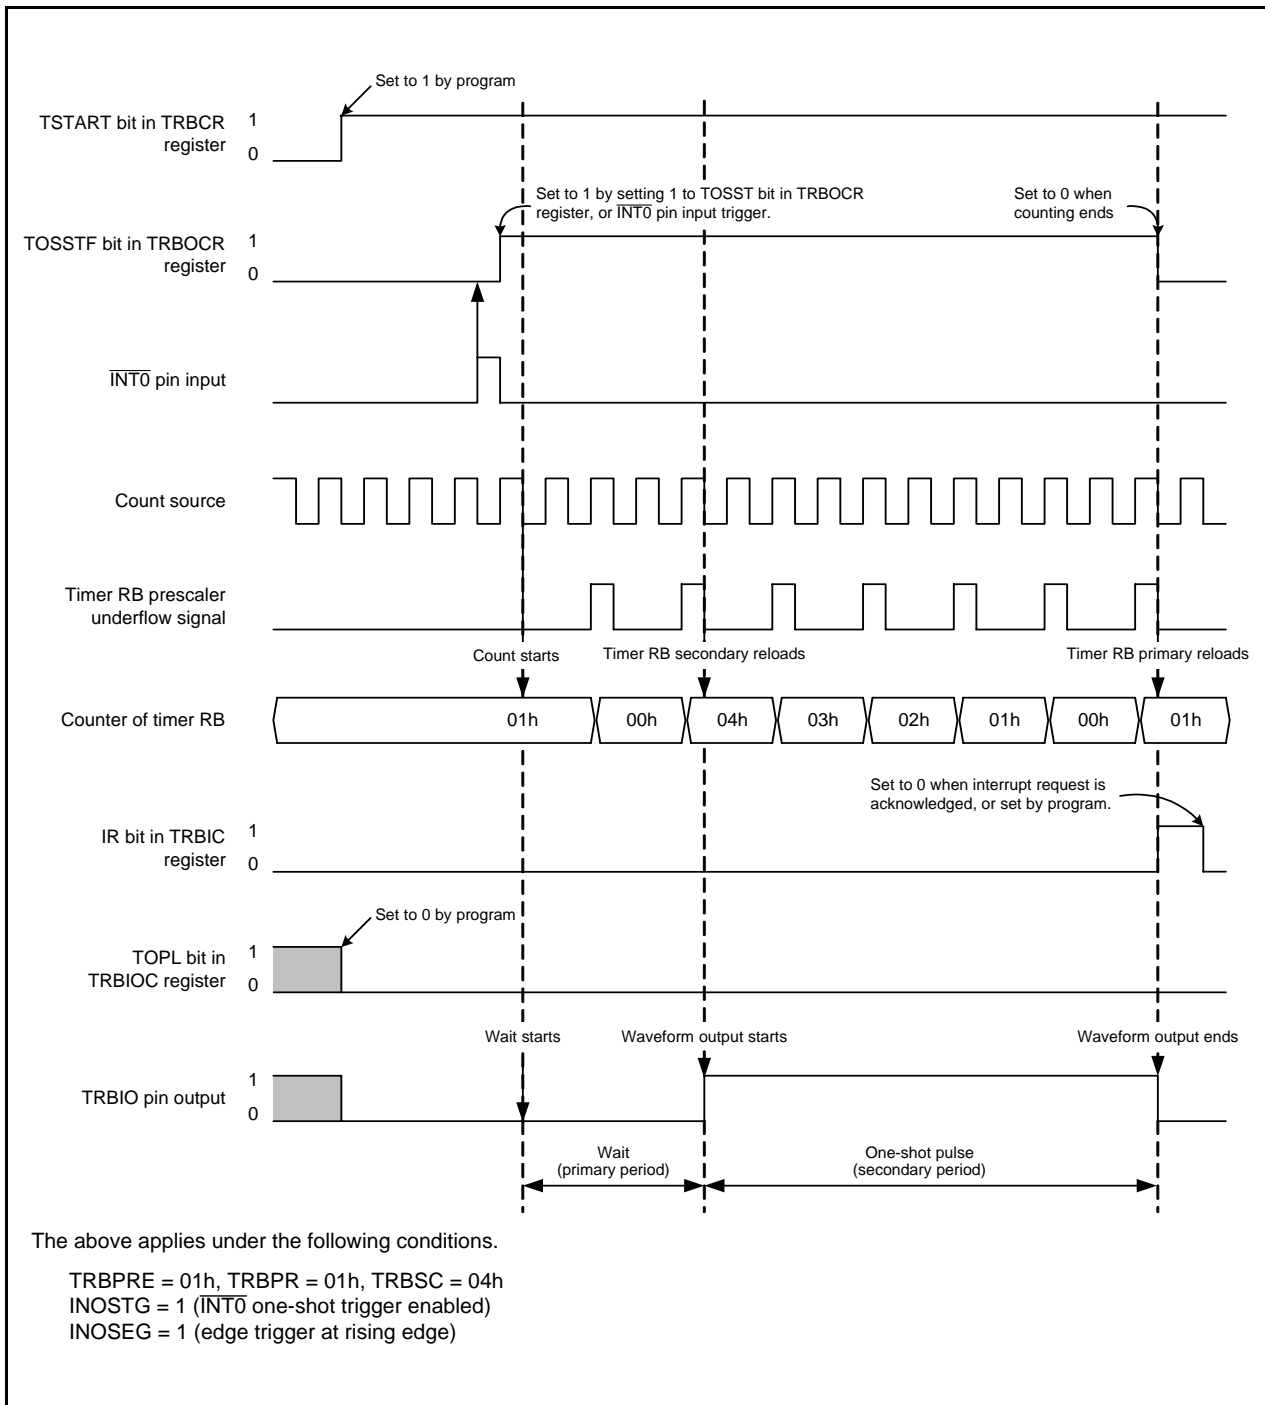 Set to 1 by program
TSTART bit in TRBCR
register
1
0
Set to 1 by setting 1 to TOSST bit in TRBOCR
register, or INT0 pin input trigger.
Set to 0 when
counting ends
TOSSTF bit in TRBOCR
register
1
0
INT0 pin input
Count source
Timer RB prescaler
underflow signal
Count starts
Timer RB secondary reloads
Timer RB primary reloads
Counter of timer RB
01h
00h
04h
03h
02h
01h
00h
01h
Set to 0 when interrupt request is
acknowledged, or set by program.
IR bit in TRBIC
register
1
0
Set to 0 by program
TOPL bit in
TRBIOC register
1
0
Wait starts
Waveform output starts
Waveform output ends
TRBIO pin output
1
0
Wait
(primary period)
One-shot pulse
(secondary period)
The above applies under the following conditions.
TRBPRE = 01h, TRBPR = 01h, TRBSC = 04h
INOSTG = 1 (INT0 one-shot trigger enabled)
INOSEG = 1 (edge trigger at rising edge)